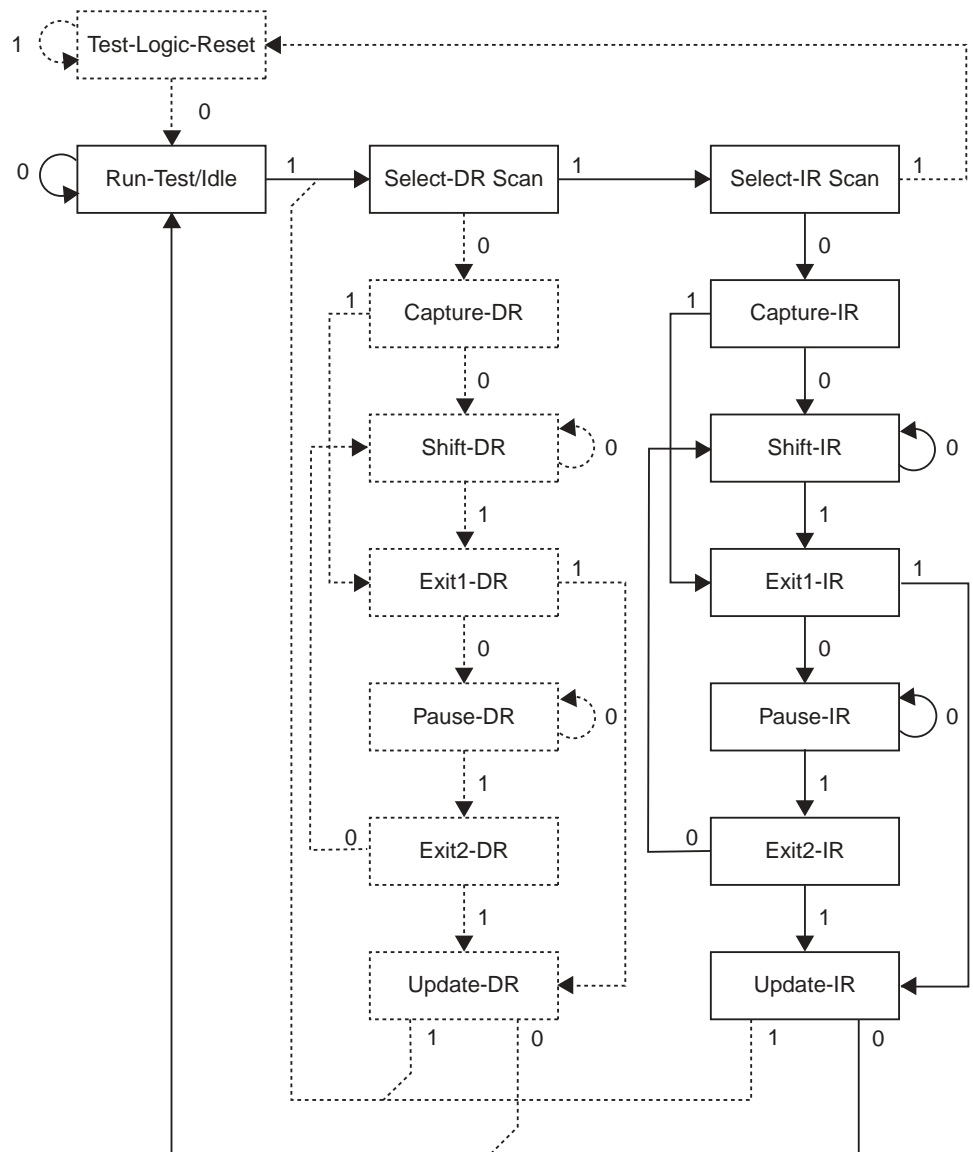 1
Test-Logic-Reset
0
0
Run-Test/Idle
1
Select-DR Scan
1
Select-IR Scan
1
0
0
1
Capture-DR
1
Capture-IR
0
0
Shift-DR
0
Shift-IR
0
1
1
Exit1-DR
1
Exit1-IR
1
0
0
Pause-DR
0
Pause-IR
0
1
1
0
Exit2-DR
0
Exit2-IR
1
1
Update-DR
Update-IR
1
0
1
0